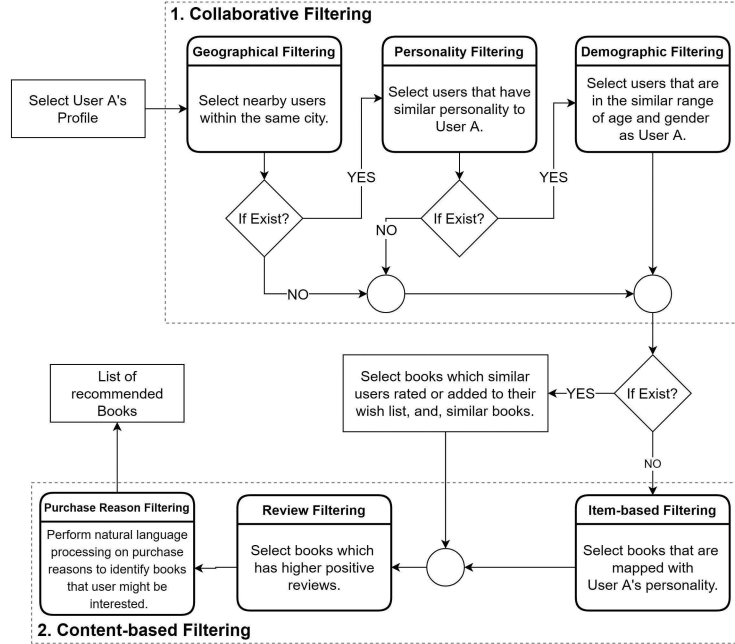 1. Collaborative Filtering
Geographical Filtering
Select nearby users
within the same city.
Personality Filtering
Select users that have
similar personality to
User A.
Demographic Filtering
Select users that are
in the similar range
of age and gender
as User A.
Select User A's
Profile
YES
YES
If Exist?
If Exist?
NO
NO
List of
recommended
Books
Select books which similar
users rated or added to their
wish list, and, similar books.
YES
If Exist?
NO
Purchase Reason Filtering
Perform natural language
processing on purchase
reasons to identify books
that user might be
interested.
Review Filtering
Select books which
has higher positive
reviews.
Item-based Filtering
Select books that are
mapped with
User A's personality.
2. Content-based Filtering